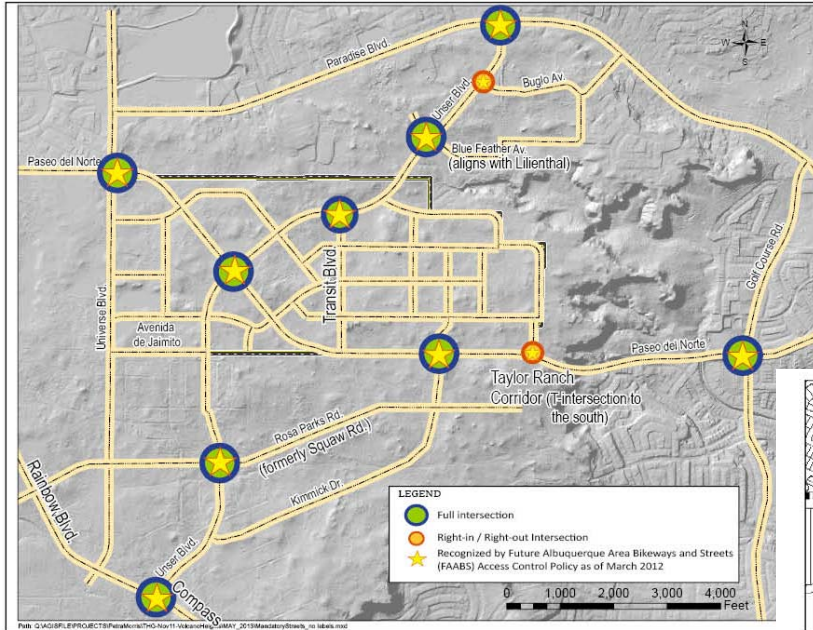 N
W E
S
Paradise Blvd.
Unser Blvd.
Buglo Av.
Blue Feather Av.
(aligns with Lilienthal)
Paseo del Norte
Golf Course Rd.
Transit Blvd
Universe Blvd.
Avenida
de Jaimito
Paseo del Norte
Taylor Ranch
Corridor (T-intersection to
the south)
Rosa Parks Rd.
(formerly Squaw Rd.)
Rainbow Blvd.
Kimmick Dr.
Unser Blvd.
Compass
LEGEND
Full intersection
Right-in / Right-out Intersection
Recognized by Future Albuquerque Area Bikeways and Streets
(FAABS) Access Control Policy as of March 2012
0 1,000 2,000 3,000 4,000
Feet